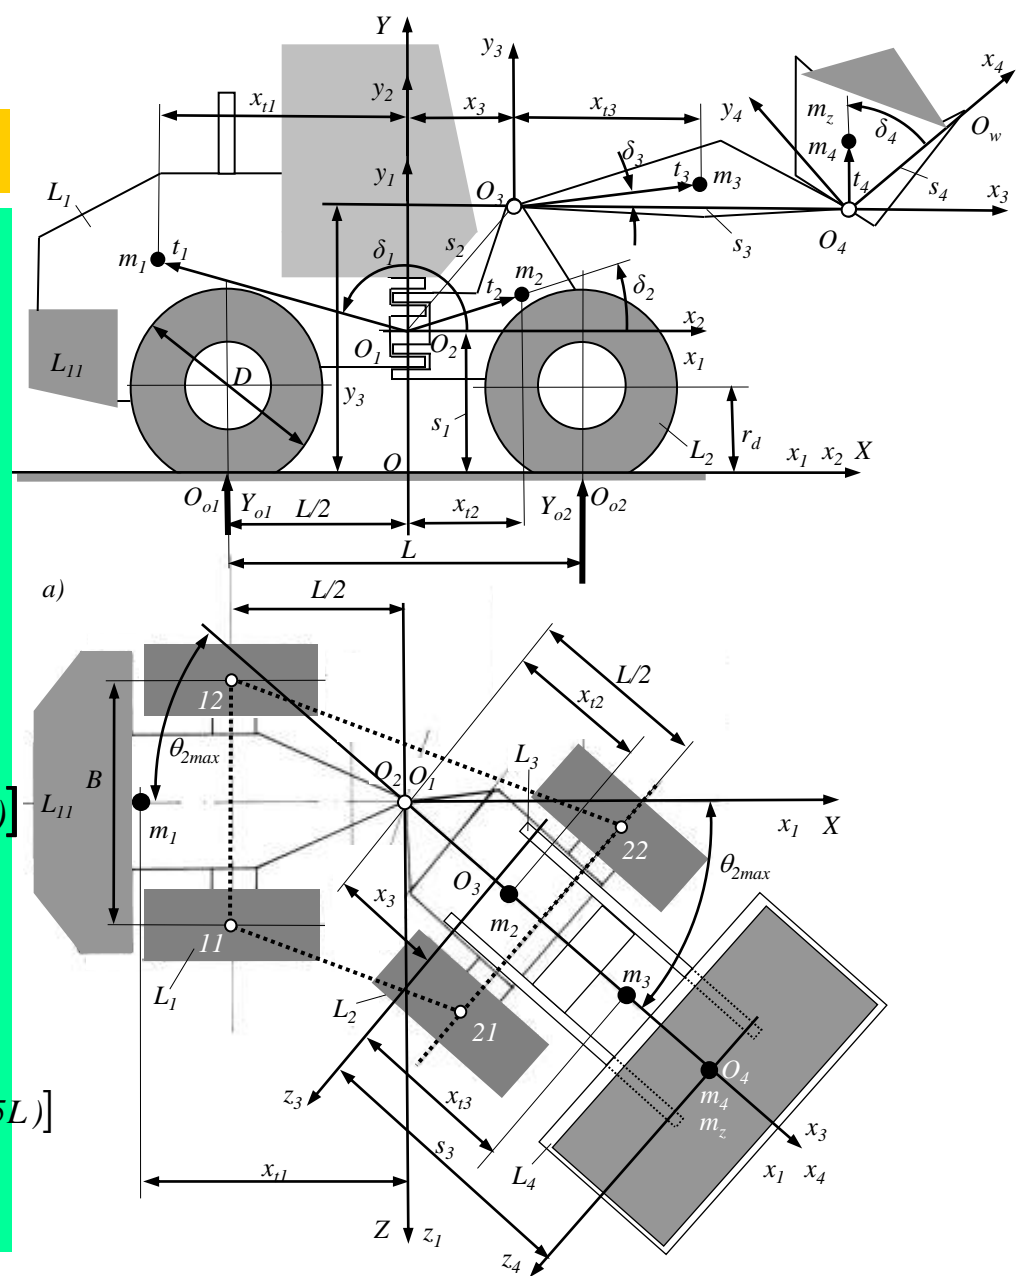 Y
y3
x4
xt1
y2
x3
xt3
mz
y4
δ4
Ow
m4
δ3
t3
m3
L1
y1
O3
t4
s4
x3
s2
s3
O4
m1
t1
δ1
m2
t2
δ2
x2
O1
O2
x1
L11
D
y3
s1
rd
L2
O
x1 x2 X
Oo1
Yo1
L/2
xt2
Yo2
Oo2
L
a)
L/2
L/2
xt2
12
θ2max
B
O2
O1
L3
L11
m1
x1
X
)]
22
θ2max
x3
O3
m2
11
m3
L1
L2
21
O4
m4
mz
z3
xt3
5L)]
s3
x3
xt1
L4
x1 x4
Z
z1
z4